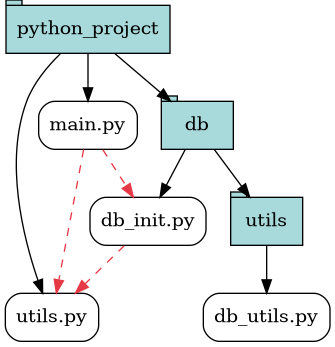 python_project
main.py
db
db_init.py
utils
utils.py
db_utils.py